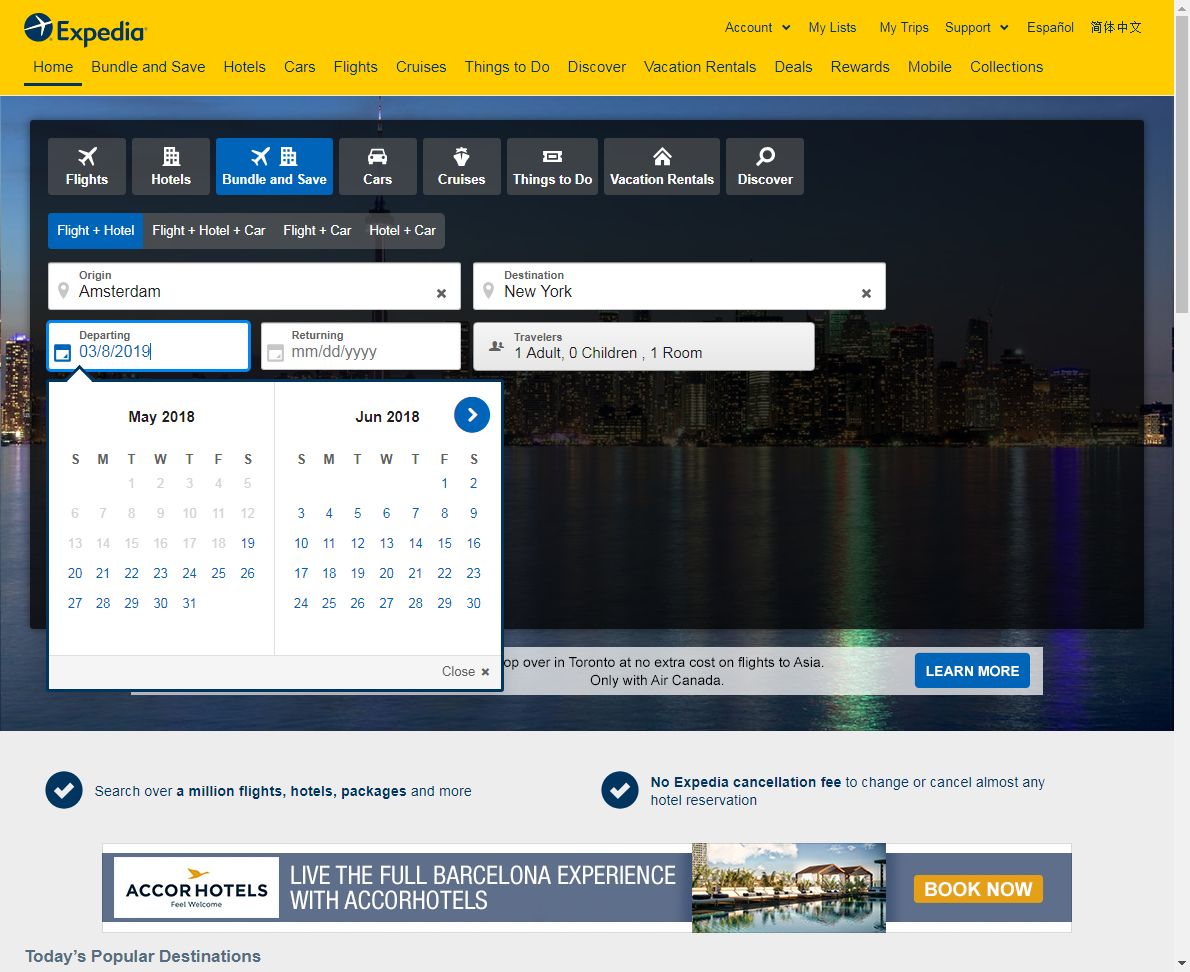 Expedia
Account My Lists My Trips Support Español 简体中文
Home Bundle and Save Hotels Cars Flights Cruises Things to Do Discover Vacation Rentals Deals Rewards Mobile Collections
Flights Hotels Bundle and Save Cars Cruises Things to Do Vacation Rentals Discover
Flight + Hotel Flight + Hotel + Car Flight + Car Hotel + Car
Origin
Amsterdam
Destination
New York
Departing
03/8/2019
Returning
mm/dd/yyyy
Travelers
1 Adult, 0 Children , 1 Room
May 2018
S M T W T F S
1 2 3 4 5
6 7 8 9 10 11 12
13 14 15 16 17 18 19
20 21 22 23 24 25 26
27 28 29 30 31
Jun 2018
S M T W T F S
1 2
3 4 5 6 7 8 9
10 11 12 13 14 15 16
17 18 19 20 21 22 23
24 25 26 27 28 29 30
Close
over in Toronto at no extra cost on flights to Asia.
Only with Air Canada.
LEARN MORE
Search over a million flights, hotels, packages and more
No Expedia cancellation fee to change or cancel almost any
hotel reservation
ACCORHOTELS
Feel Welcome
LIVE THE FULL BARCELONA EXPERIENCE
WITH ACCORHOTELS
BOOK NOW
Today's Popular Destinations